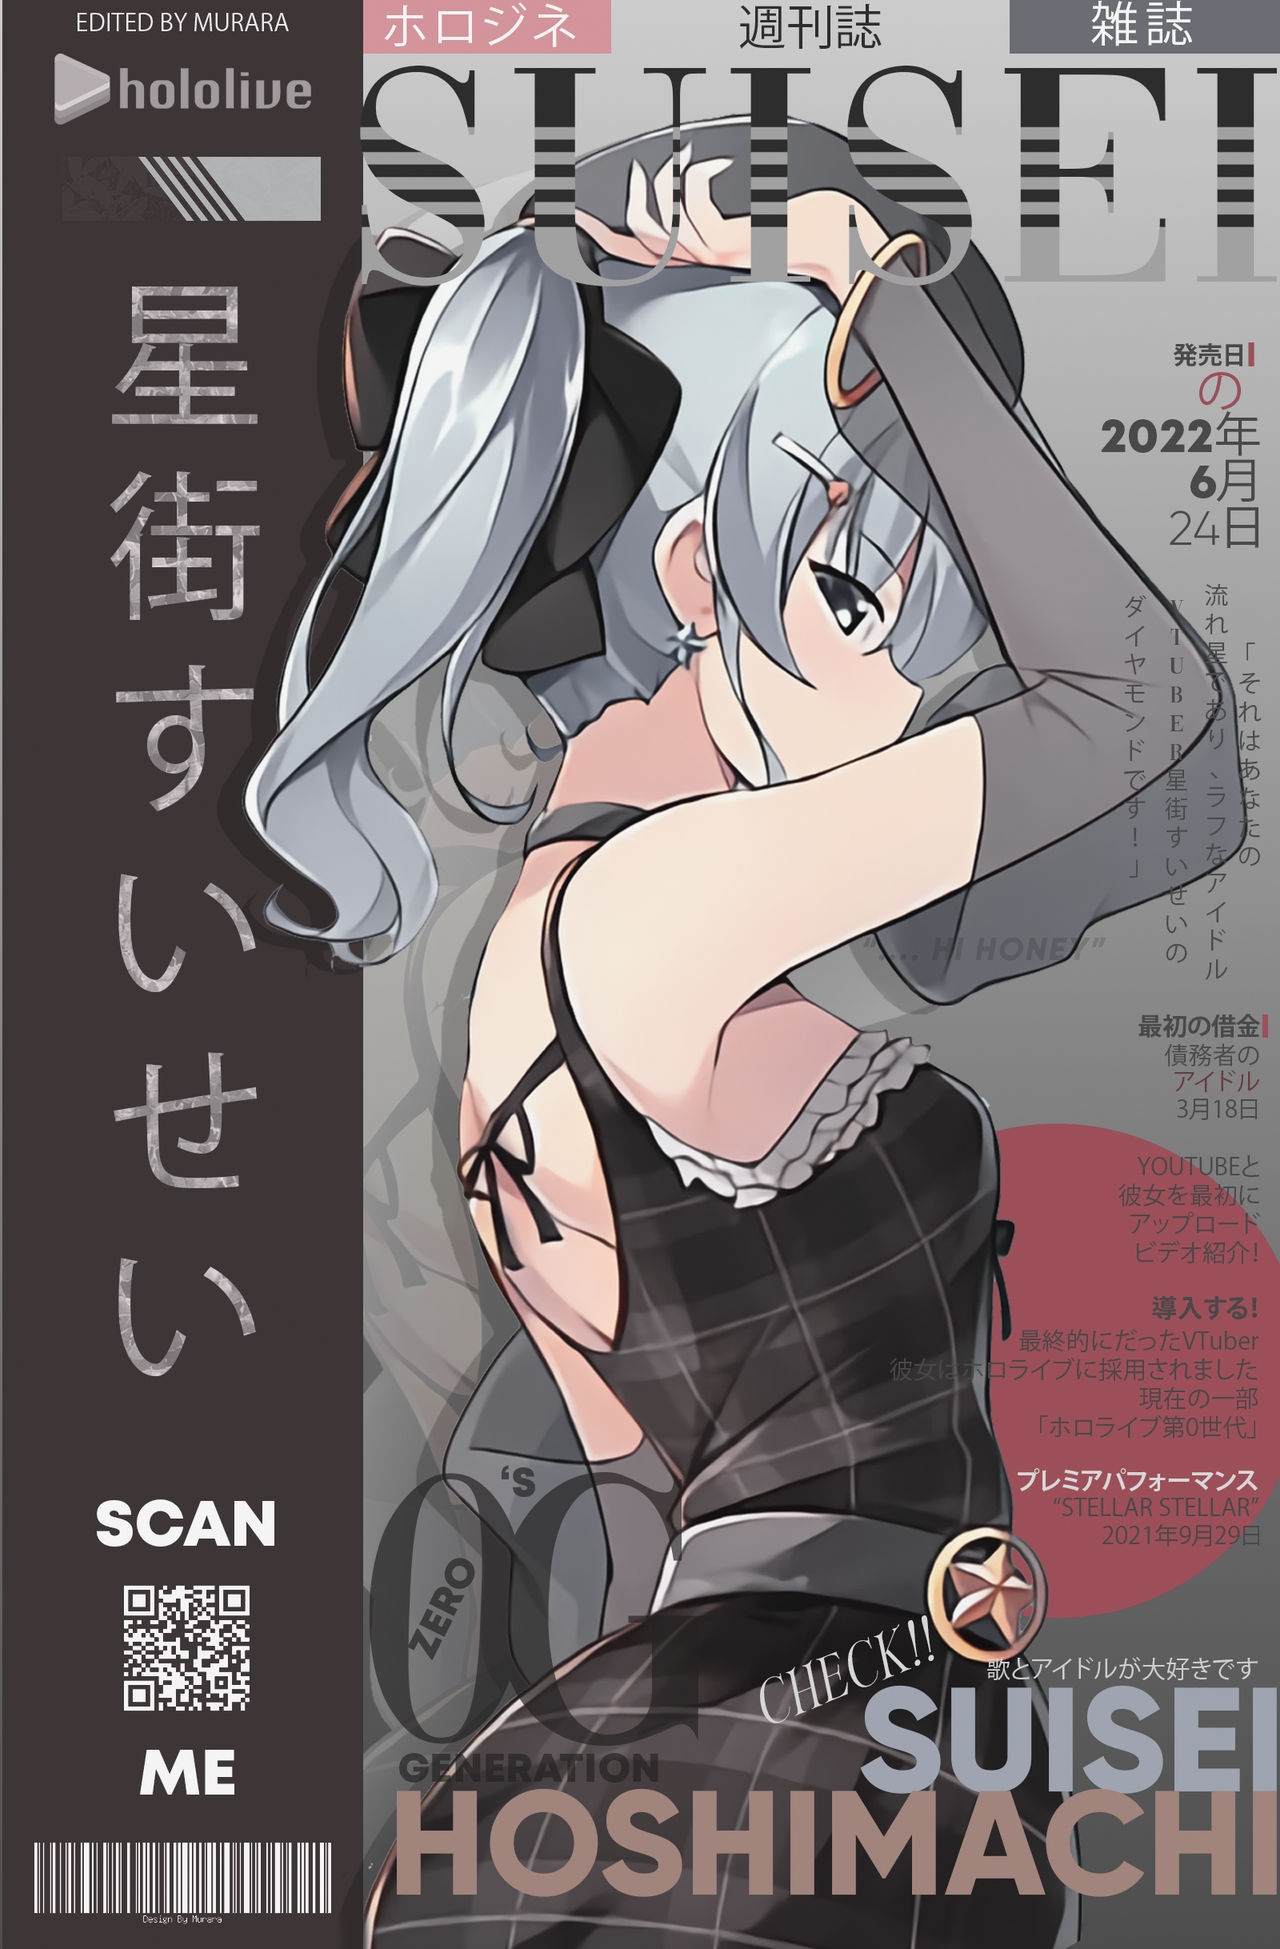 EDITED BY MURARA
hololive
星街すいせい
SCAN
ME
Design By Murara
ホロジネ
週刊誌
雑誌
SUISEI
発売日
の
2022年
6月
24日
「それはあなたの
流れ星であり、ラフなアイドル
VTUBER星街すいせいの
ダイヤモンドです！」
“.... HI HONEY”
最初の借金
債務者の
アイドル
3月18日
YOUTUBEと
彼女を最初に
アップロード
ビデオ紹介！
導入する！
最終的にだったVTuber
彼女はホロライブに採用されました
現在の一部
「ホロライブ第0世代」
プレミアパフォーマンス
“STELLAR STELLAR”
2021年9月29日
‘S
ZERO
0G
GENERATION
CHECK!!
歌とアイドルが大好きです
SUISEI
HOSHIMACHI